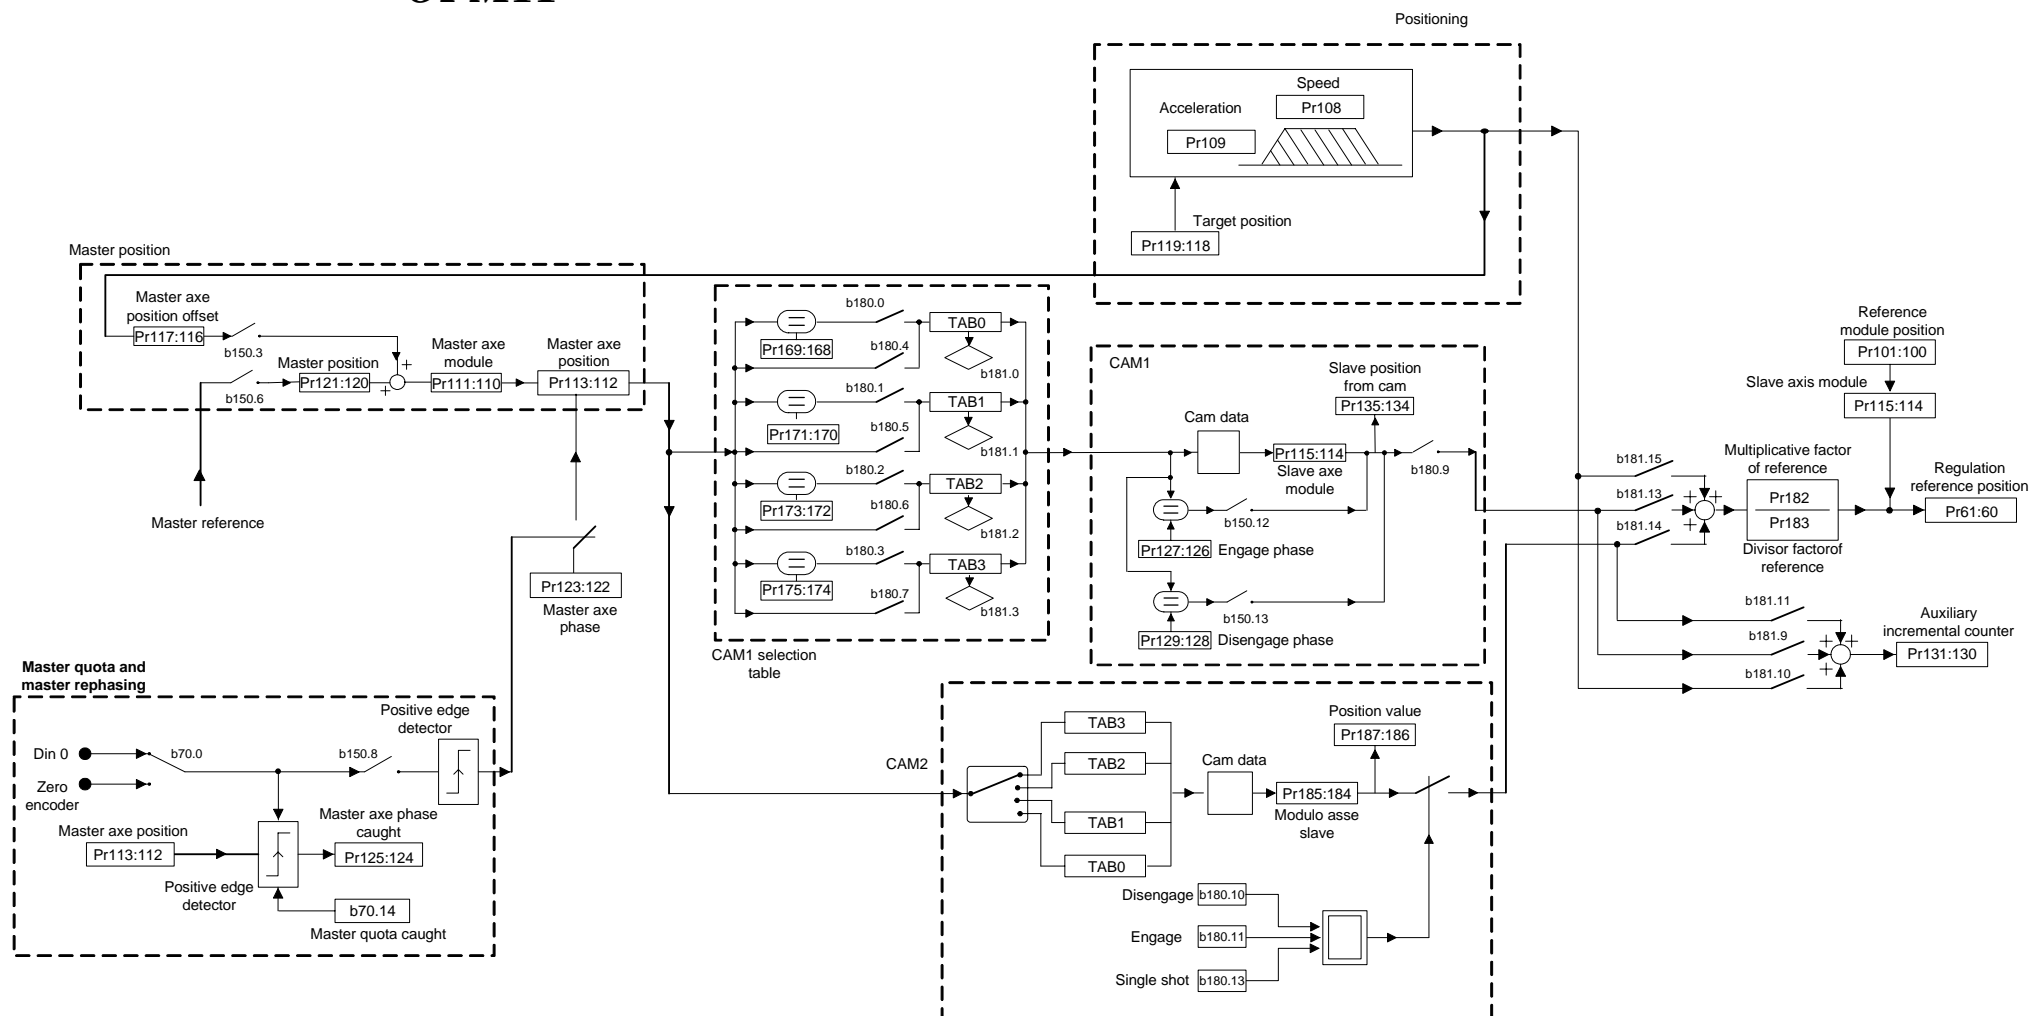 Positioning
Speed
Pr108
Acceleration
Pr109
Target position
Pr119:118
Master position
Master axe
position offset
Pr117:116
b150.3
Master position
Pr121:120
b150.6
+
+
Master axe
module
Pr111:110
Master axe
position
Pr113:112
Master reference
Pr123:122
Master axe
phase
b180.0
TAB0
Pr169:168
b180.4
b181.0
b180.1
TAB1
Pr171:170
b180.5
b181.1
b180.2
TAB2
Pr173:172
b180.6
b181.2
b180.3
TAB3
Pr175:174
b180.7
b181.3
CAM1 selection
table
CAM1
Slave position
from cam
Pr135:134
Cam data
Pr115:114
Slave axe
module
b180.9
b150.12
Pr127:126 Engage phase
b150.13
Pr129:128 Disengage phase
Reference
module position
Pr101:100
Slave axis module
Pr115:114
b181.15
b181.13
b181.14
+
+
+
Multiplicative factor
of reference
Pr182
Pr183
Divisor factorof
reference
Regulation
reference position
Pr61:60
b181.11
b181.9
b181.10
+
+
+
Auxiliary
incremental counter
Pr131:130
Master quota and
master rephasing
Din 0
Zero
encoder
b70.0
b150.8
Positive edge
detector
Master axe position
Pr113:112
Master axe phase
caught
Pr125:124
Positive edge
detector
b70.14
Master quota caught
CAM2
TAB3
TAB2
TAB1
TAB0
Cam data
Pr185:184
Modulo asse
slave
Position value
Pr187:186
Disengage b180.10
Engage b180.11
Single shot b180.13